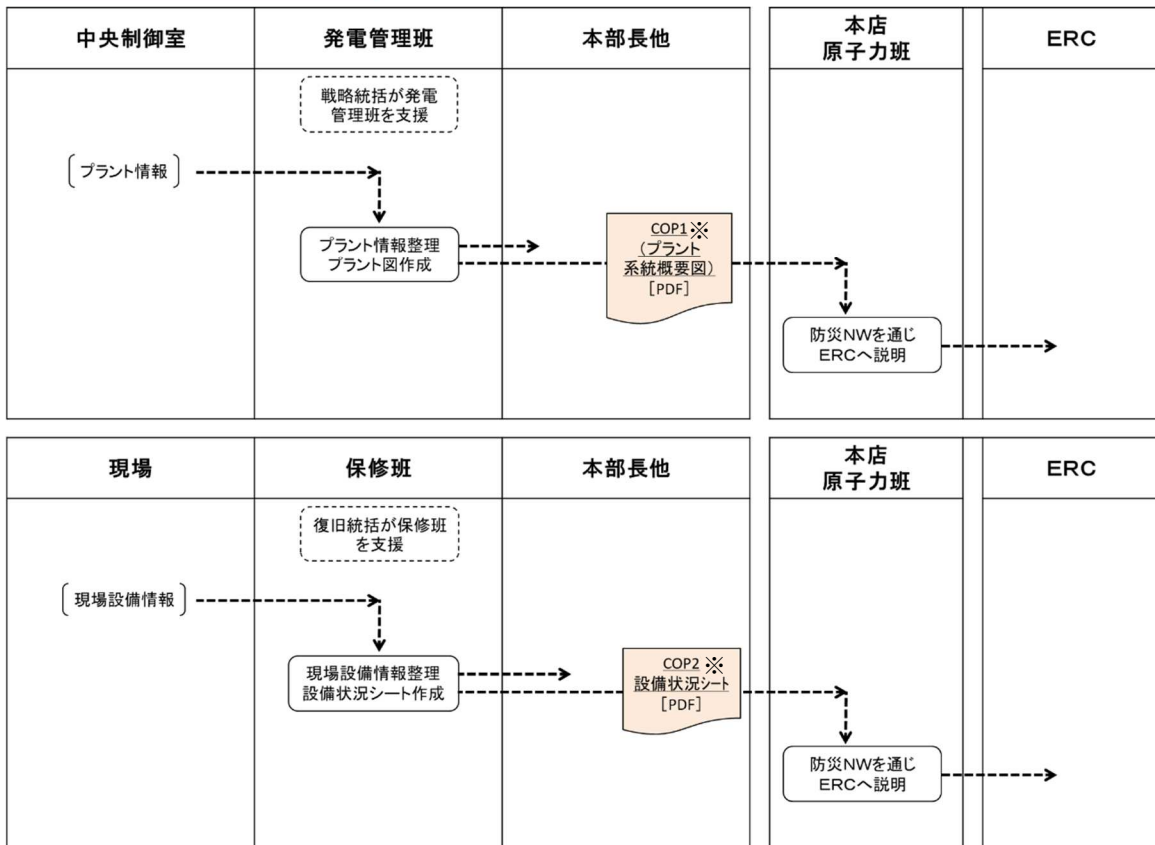 中央制御室
発電管理班
本部長他
本店
原子力班
ERC
戦略統括が発電
管理班を支援
プラント情報
プラント情報整理
プラント図作成
COP1※
(プラント
系統概要図)
[PDF]
防災NWを通じ
ERCへ説明
現場
保修班
本部長他
本店
原子力班
ERC
復旧統括が保修班
を支援
現場設備情報
現場設備情報整理
設備状況シート作成
COP2※
設備状況シート
[PDF]
防災NWを通じ
ERCへ説明